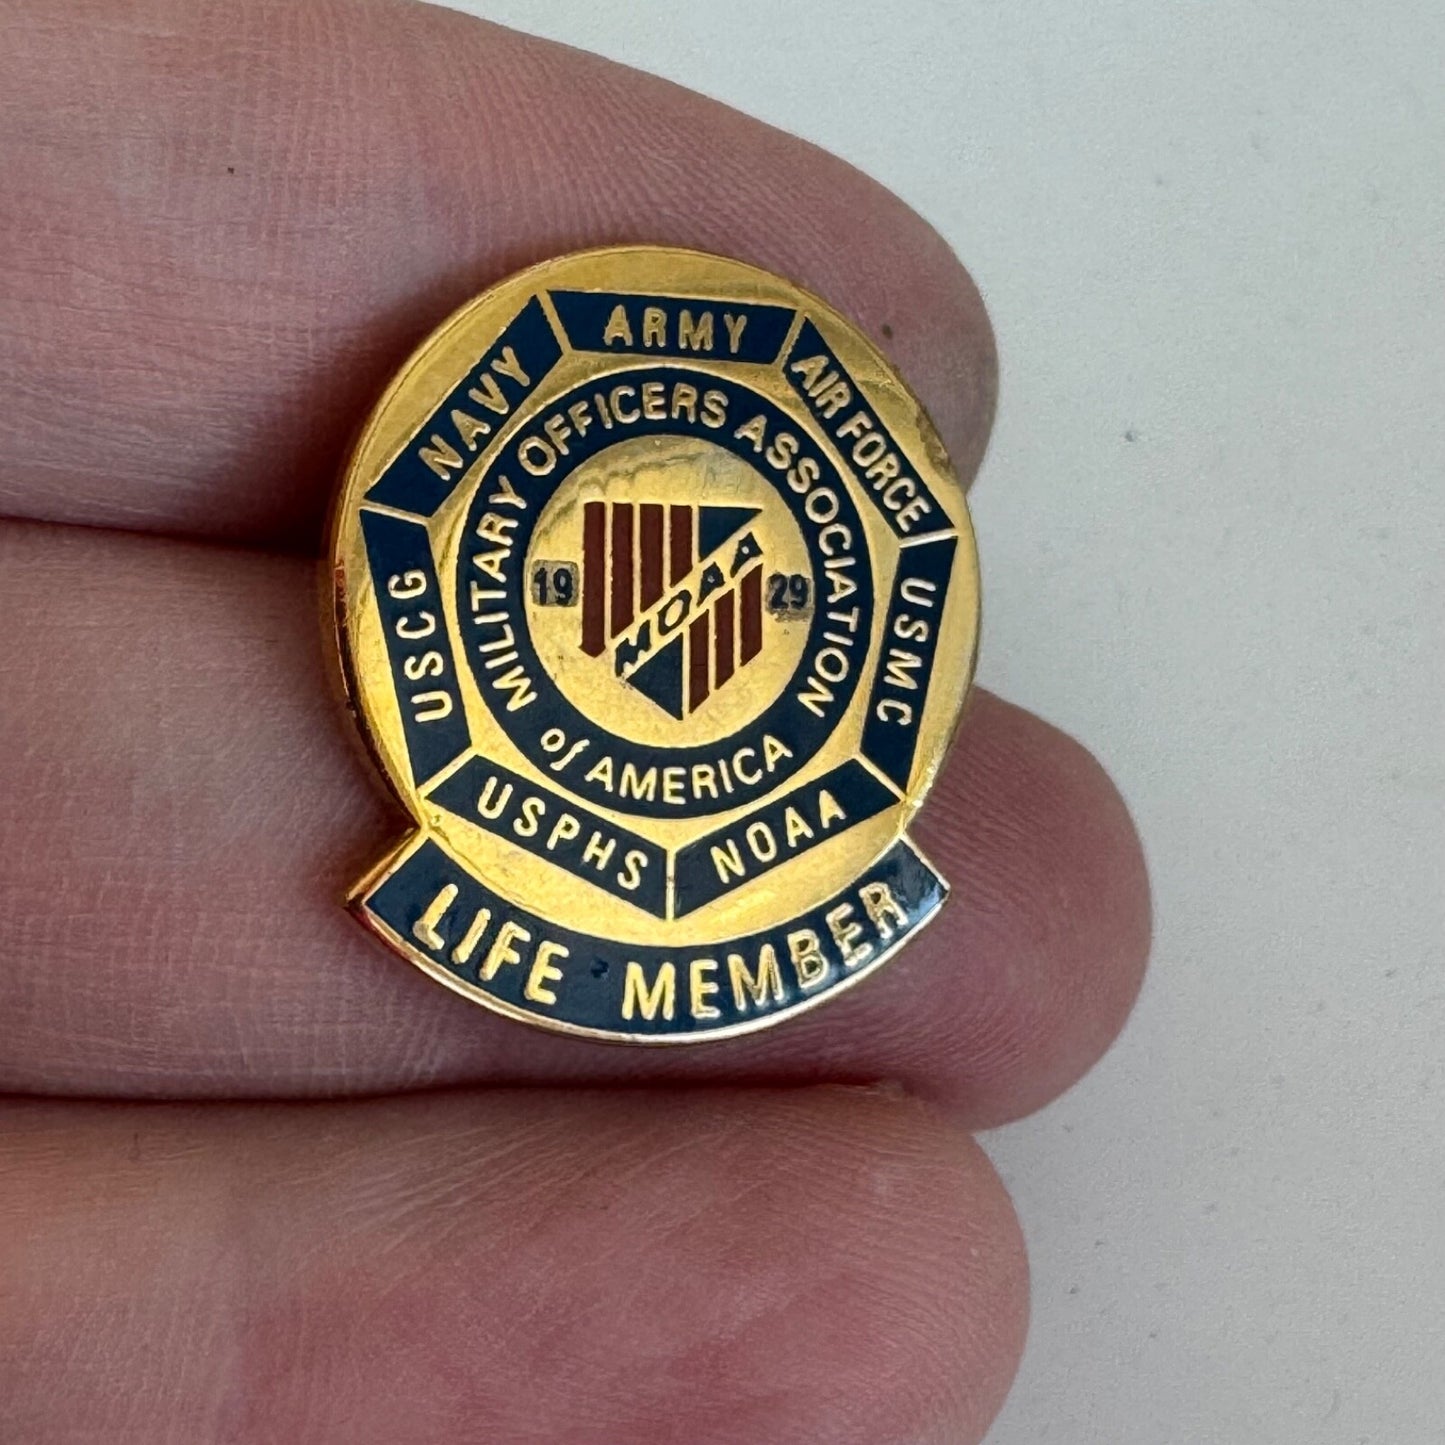 ARMY
AIR FORCE
USMC
NOAA
USPHS
USCG
NAVY
MILITARY OFFICERS ASSOCIATION
of AMERICA
19 29
MOAA
LIFE MEMBER